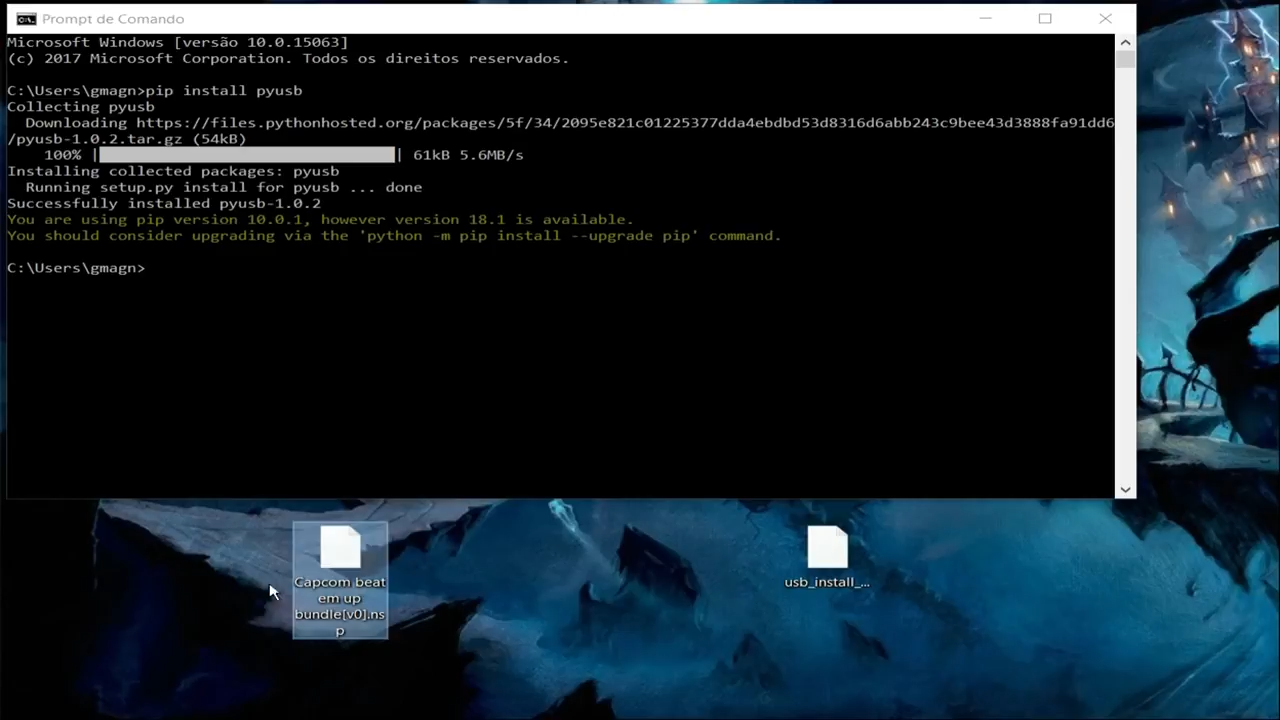 Prompt de Comando
Microsoft Windows [versão 10.0.15063]
(c) 2017 Microsoft Corporation. Todos os direitos reservados.
C:\Users\gmagn>pip install pyusb
Collecting pyusb
Downloading https://files.pythonhosted.org/packages/5f/34/2095e821c01225377dda4ebdbd53d8316d6abb243c9bee43d3888fa91dd6
/pyusb-1.0.2.tar.gz (54kB)
100% |████████████████████████████████| 61kB 5.6MB/s
Installing collected packages: pyusb
Running setup.py install for pyusb ... done
Successfully installed pyusb-1.0.2
You are using pip version 10.0.1, however version 18.1 is available.
You should consider upgrading via the 'python -m pip install --upgrade pip' command.
C:\Users\gmagn>
Capcom beat
em up
bundle[v0].ns
p
usb_install_...